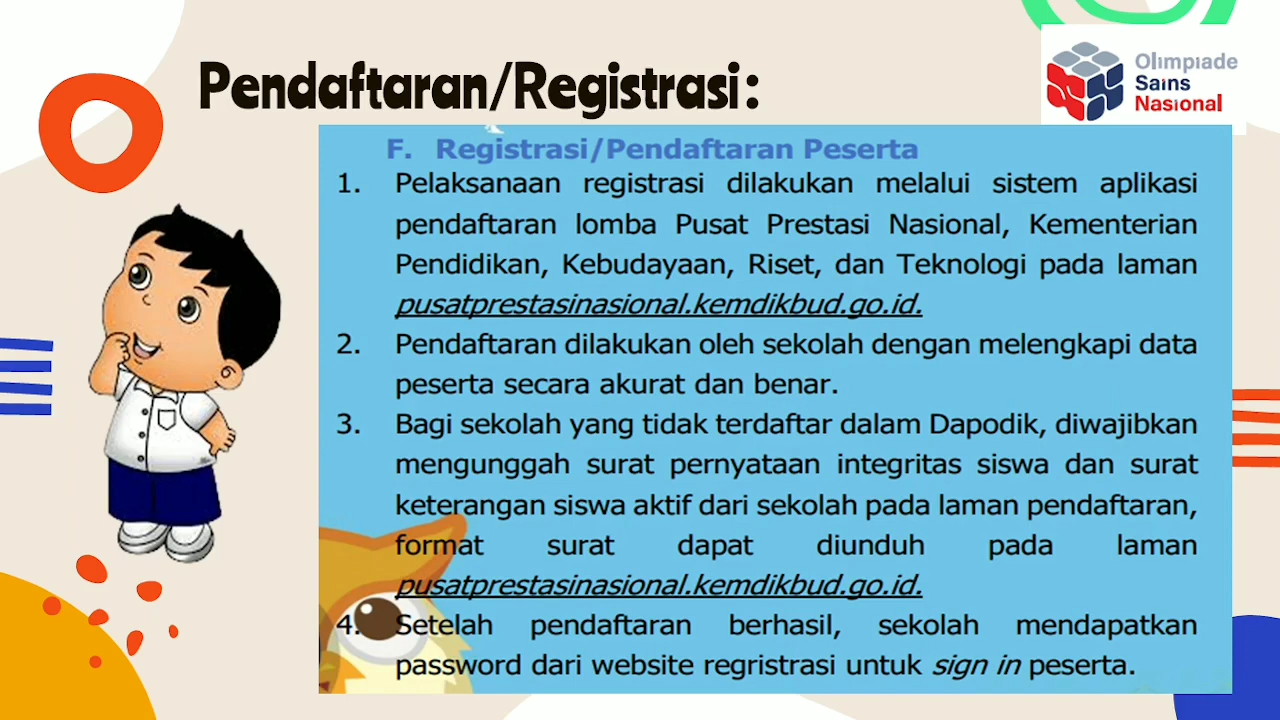 Pendaftaran/Registrasi:
Olimpiade
Sains
Nasional
F. Registrasi/Pendaftaran Peserta
1. Pelaksanaan registrasi dilakukan melalui sistem aplikasi
pendaftaran lomba Pusat Prestasi Nasional, Kementerian
Pendidikan, Kebudayaan, Riset, dan Teknologi pada laman
pusatprestasinasional.kemdikbud.go.id.
2. Pendaftaran dilakukan oleh sekolah dengan melengkapi data
peserta secara akurat dan benar.
3. Bagi sekolah yang tidak terdaftar dalam Dapodik, diwajibkan
mengunggah surat pernyataan integritas siswa dan surat
keterangan siswa aktif dari sekolah pada laman pendaftaran,
format surat dapat diunduh pada laman
pusatprestasinasional.kemdikbud.go.id.
4. Setelah pendaftaran berhasil, sekolah mendapatkan
password dari website regristrasi untuk sign in peserta.